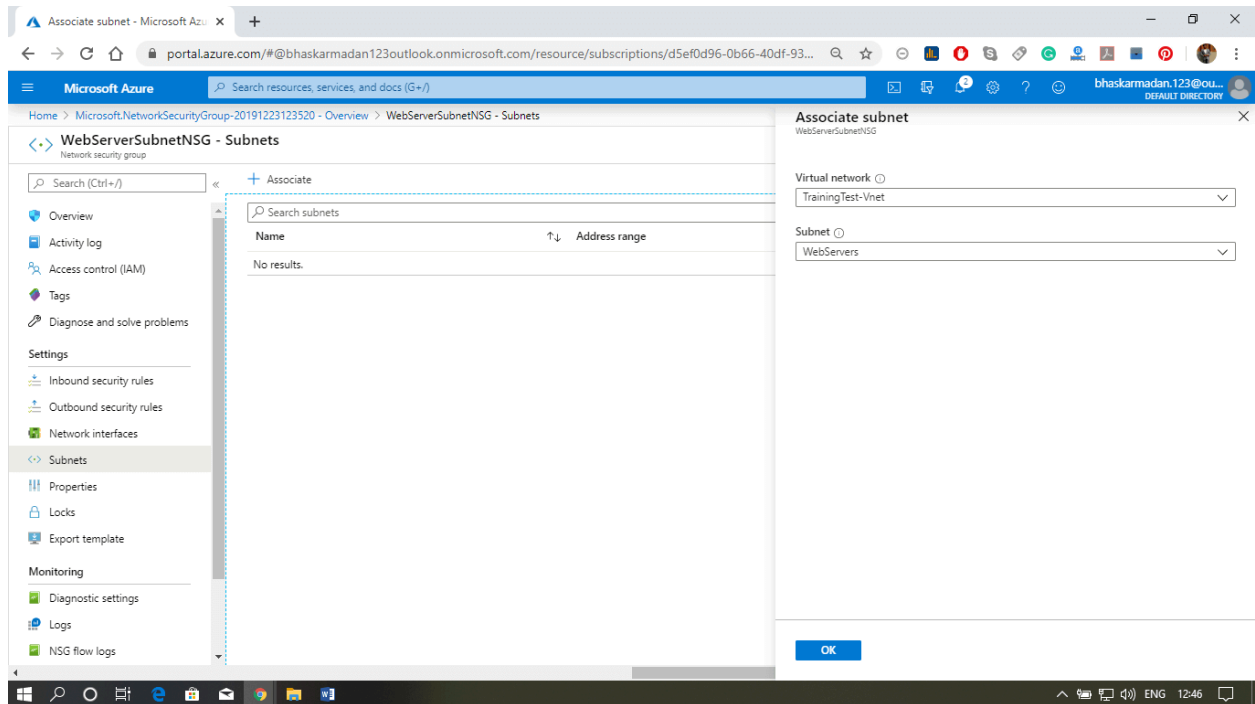 Associate subnet - Microsoft Azu
portal.azure.com/#@bhaskarmadan123outlook.onmicrosoft.com/resource/subscriptions/d5ef0d96-0b66-40df-93...
Microsoft Azure
Search resources, services, and docs (G+/)
2
bhaskarmadan.123@ou...
DEFAULT DIRECTORY
Home > Microsoft.NetworkSecurityGroup-20191223123520 - Overview > WebServerSubnetNSG - Subnets
WebServerSubnetNSG - Subnets
Network security group
Search (Ctrl+/)
Overview
Activity log
Access control (IAM)
Tags
Diagnose and solve problems
Settings
Inbound security rules
Outbound security rules
Network interfaces
Subnets
Properties
Locks
Export template
Monitoring
Diagnostic settings
Logs
NSG flow logs
+ Associate
Search subnets
Name Address range
No results.
Associate subnet
WebServerSubnetNSG
Virtual network
TrainingTest-Vnet
Subnet
WebServers
OK
ENG 12:46